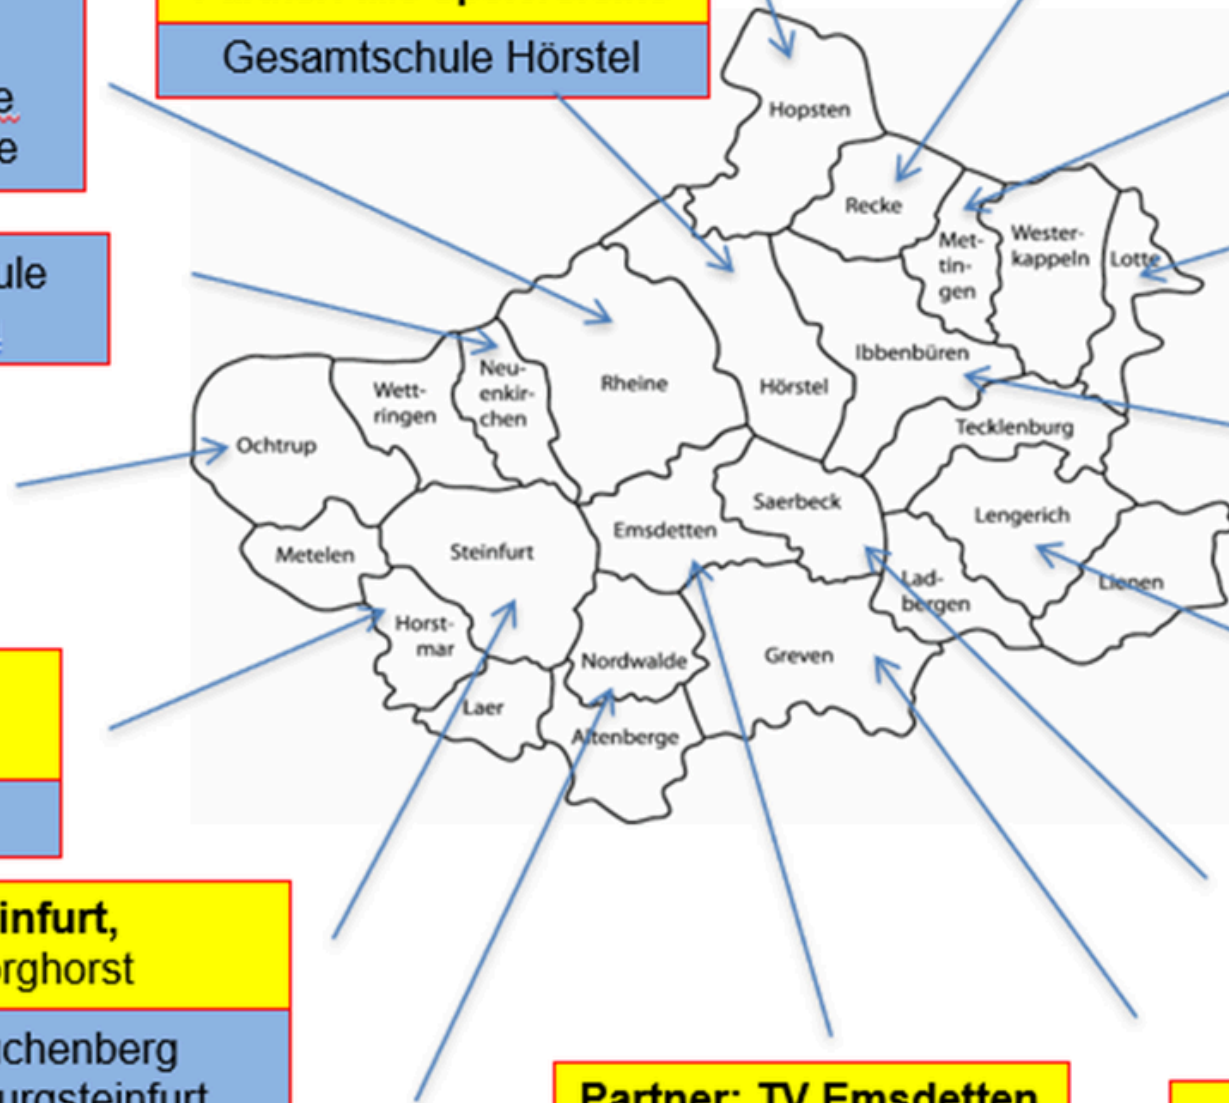 Gesamtschule Hörstel
e
e
ule
Hopsten
Recke
Met-
tin-
gen
Wester-
kappeln
Lotte
Ibbenbüren
Neu-
enkir-
chen
Rheine
Hörstel
Wett-
ringen
Ochtrup
Tecklenburg
Saerbeck
Lengerich
Emsdetten
Metelen
Steinfurt
Lad-
bergen
Lienen
Horst-
mar
Nordwalde
Greven
Laer
Altenberge
infurt,
rghorst
chenberg
urgsteinfurt
Partner: TV Emsdetten